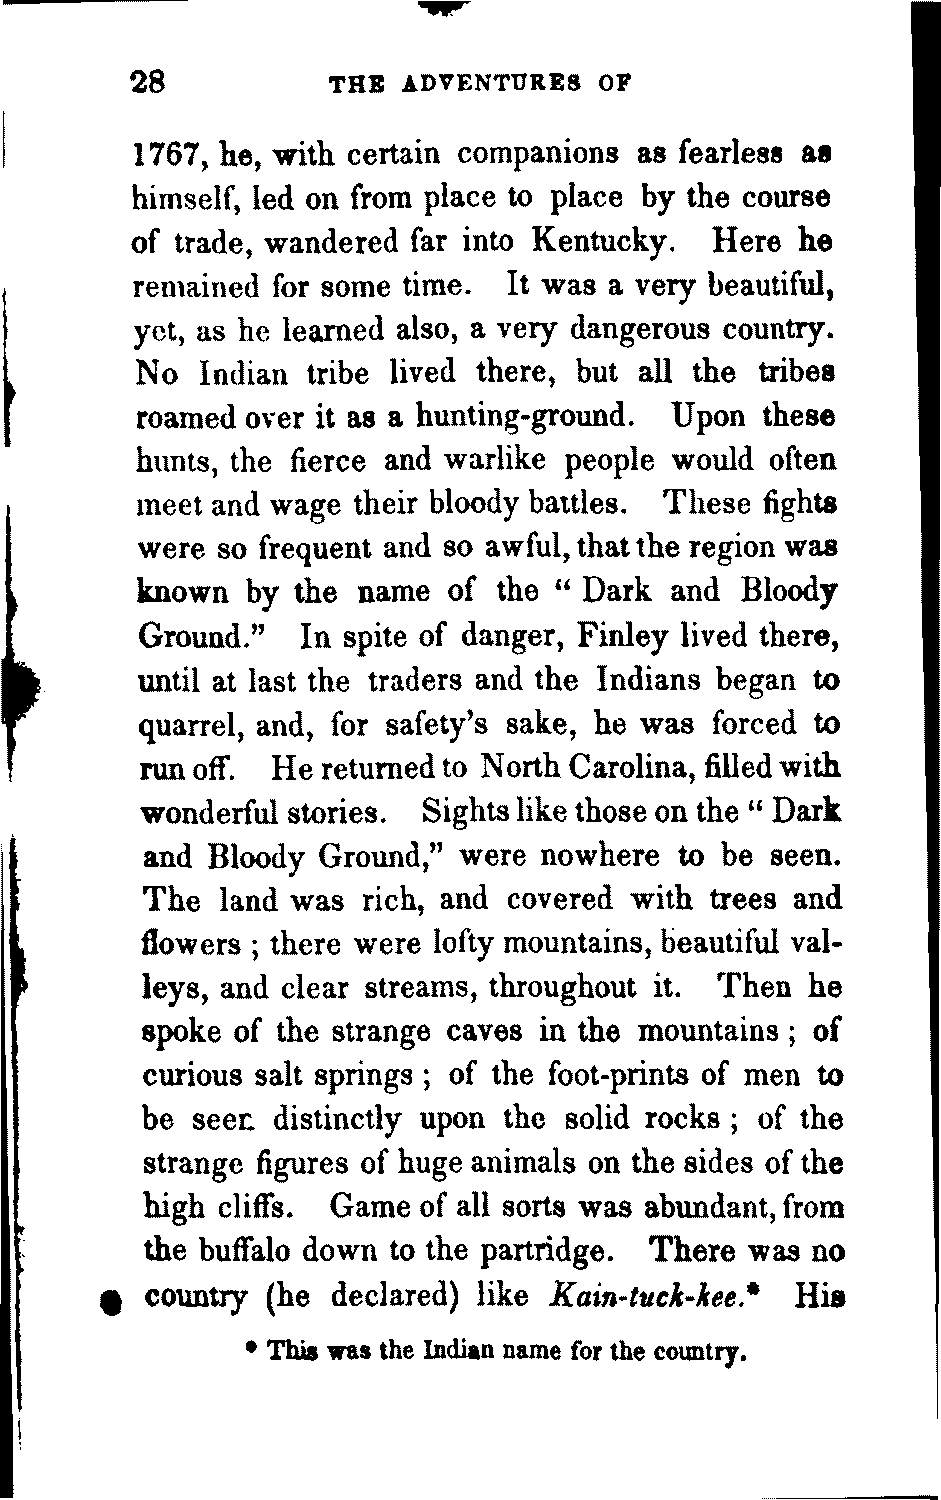 28 THE ADVENTURES OF
1767, he, with certain companions as fearless as
himself, led on from place to place by the course
of trade, wandered far into Kentucky. Here he
remained for some time. It was a very beautiful,
yet, as he learned also, a very dangerous country.
No Indian tribe lived there, but all the tribes
roamed over it as a hunting-ground. Upon these
hunts, the fierce and warlike people would often
meet and wage their bloody battles. These fights
were so frequent and so awful, that the region was
known by the name of the “ Dark and Bloody
Ground.” In spite of danger, Finley lived there,
until at last the traders and the Indians began to
quarrel, and, for safety’s sake, he was forced to
run off. He returned to North Carolina, filled with
wonderful stories. Sights like those on the “ Dark
and Bloody Ground,” were nowhere to be seen.
The land was rich, and covered with trees and
flowers ; there were lofty mountains, beautiful val-
leys, and clear streams, throughout it. Then he
spoke of the strange caves in the mountains ; of
curious salt springs ; of the foot-prints of men to
be seen distinctly upon the solid rocks ; of the
strange figures of huge animals on the sides of the
high cliffs. Game of all sorts was abundant, from
the buffalo down to the partridge. There was no
country (he declared) like Kain-tuck-kee.* His
* This was the Indian name for the country.